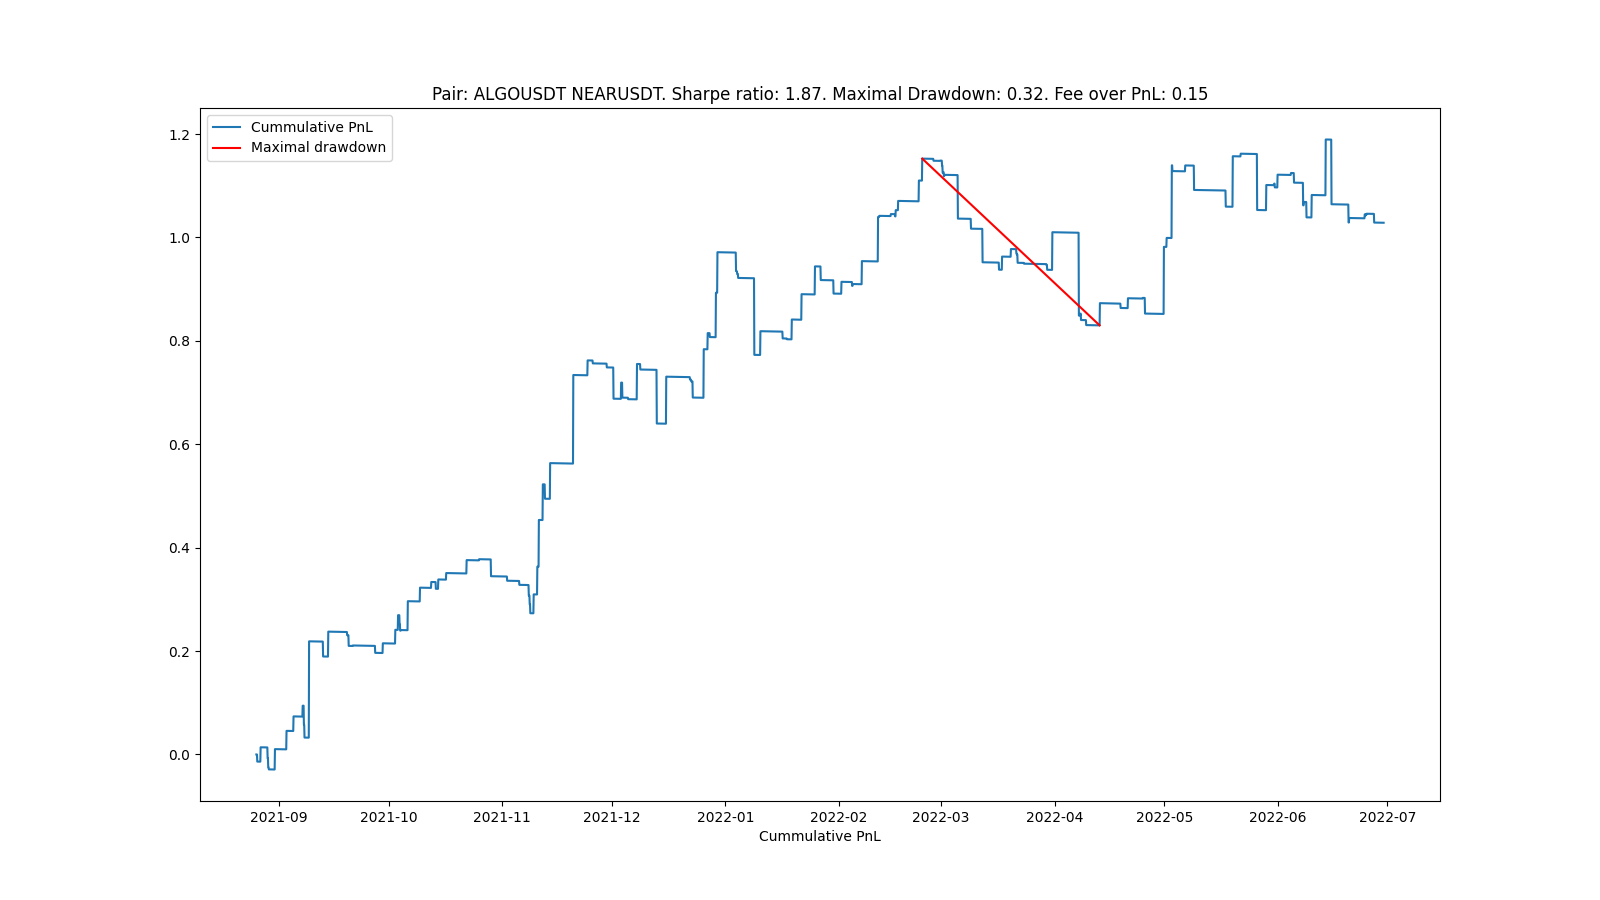 Pair: ALGOUSDT NEARUSDT. Sharpe ratio: 1.87. Maximal Drawdown: 0.32. Fee over PnL: 0.15
Cummulative PnL
Maximal drawdown
1.2
1.0
0.8
0.6
0.4
0.2
0.0
2021-09 2021-10 2021-11 2021-12 2022-01 2022-02 2022-03 2022-04 2022-05 2022-06 2022-07
Cummulative PnL